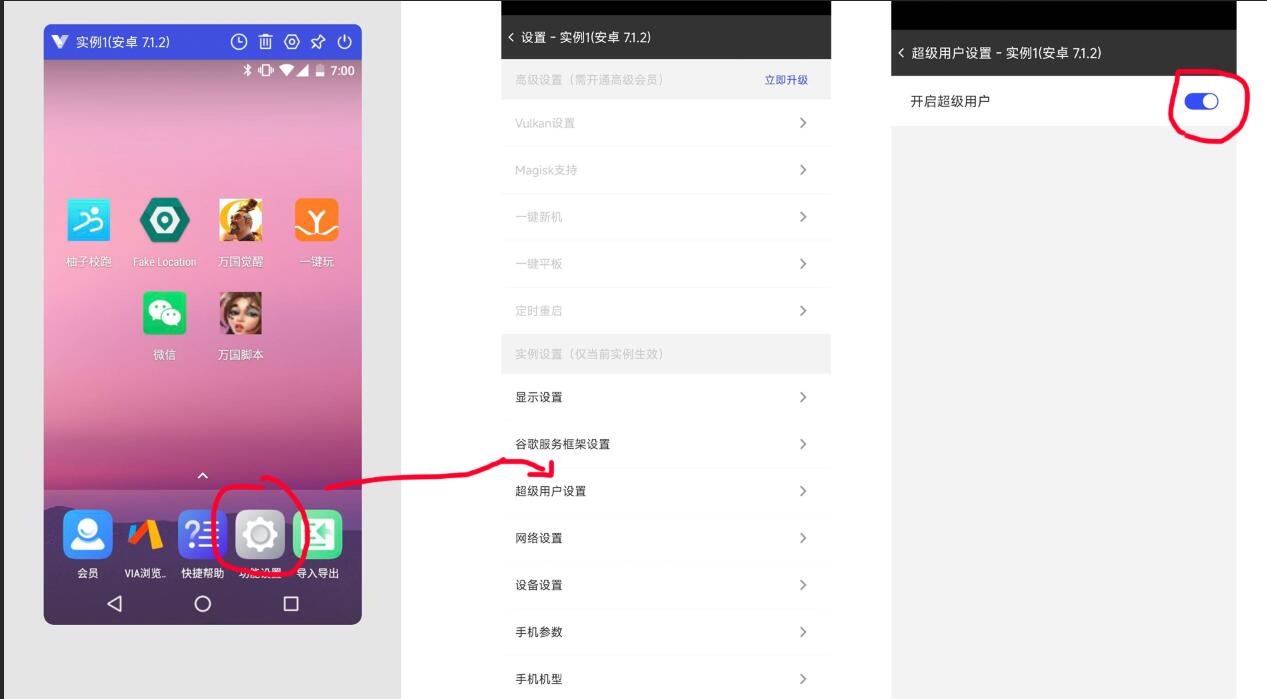 实例1(安卓 7.1.2)
7:00
柚子校跑
Fake Location
万国觉醒
一键玩
微信
万国脚本
会员
VIA浏览..
快捷帮助
功能设置
导入导出
设置 - 实例1(安卓 7.1.2)
高级设置（需开通高级会员）
立即升级
Vulkan设置
Magisk支持
一键新机
一键平板
定时重启
实例设置（仅当前实例生效）
显示设置
谷歌服务框架设置
超级用户设置
网络设置
设备设置
手机参数
手机机型
超级用户设置 - 实例1(安卓 7.1.2)
开启超级用户